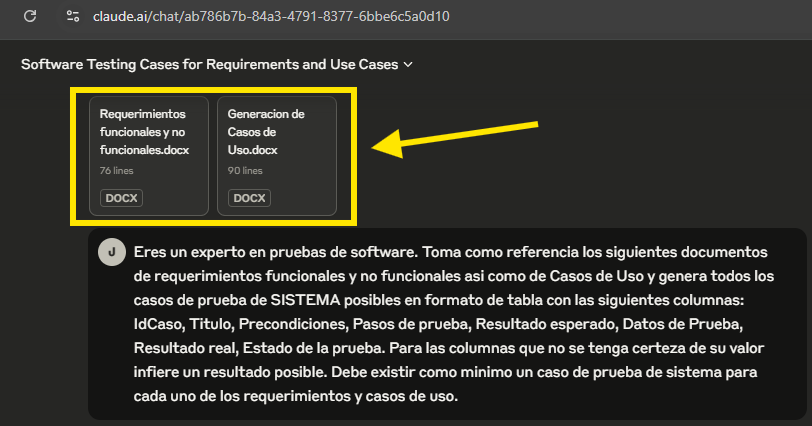 claude.ai/chat/ab786b7b-84a3-4791-8377-6bbe6c5a0d10
Software Testing Cases for Requirements and Use Cases
Requerimientos
funcionales y no
funcionales.docx
76 lines
DOCX
Generacion de
Casos de
Uso.docx
90 lines
DOCX
J
Eres un experto en pruebas de software. Toma como referencia los siguientes documentos
de requerimientos funcionales y no funcionales asi como de Casos de Uso y genera todos los
casos de prueba de SISTEMA posibles en formato de tabla con las siguientes columnas:
IdCaso, Titulo, Precondiciones, Pasos de prueba, Resultado esperado, Datos de Prueba,
Resultado real, Estado de la prueba. Para las columnas que no se tenga certeza de su valor
infiere un resultado posible. Debe existir como minimo un caso de prueba de sistema para
cada uno de los requerimientos y casos de uso.